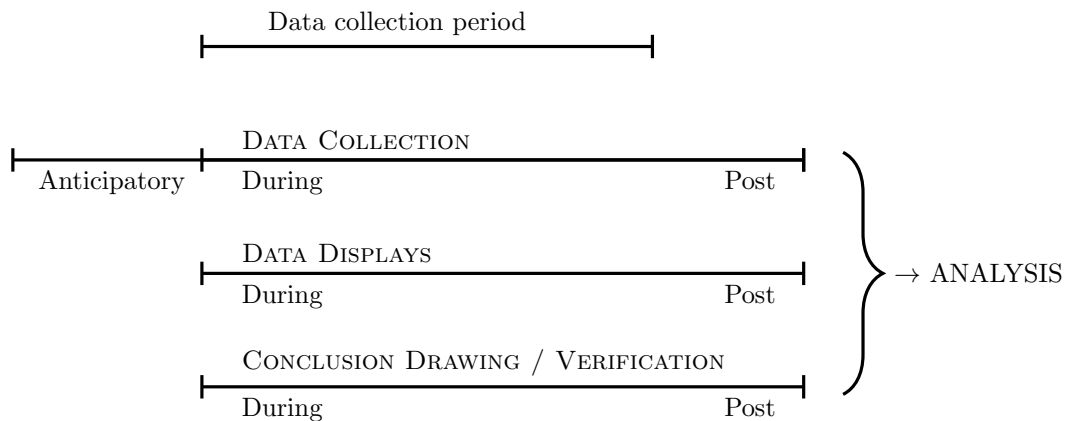 Data collection period
DATA COLLECTION
Anticipatory During Post
DATA DISPLAYS
During Post
→ ANALYSIS
CONCLUSION DRAWING / VERIFICATION
During Post